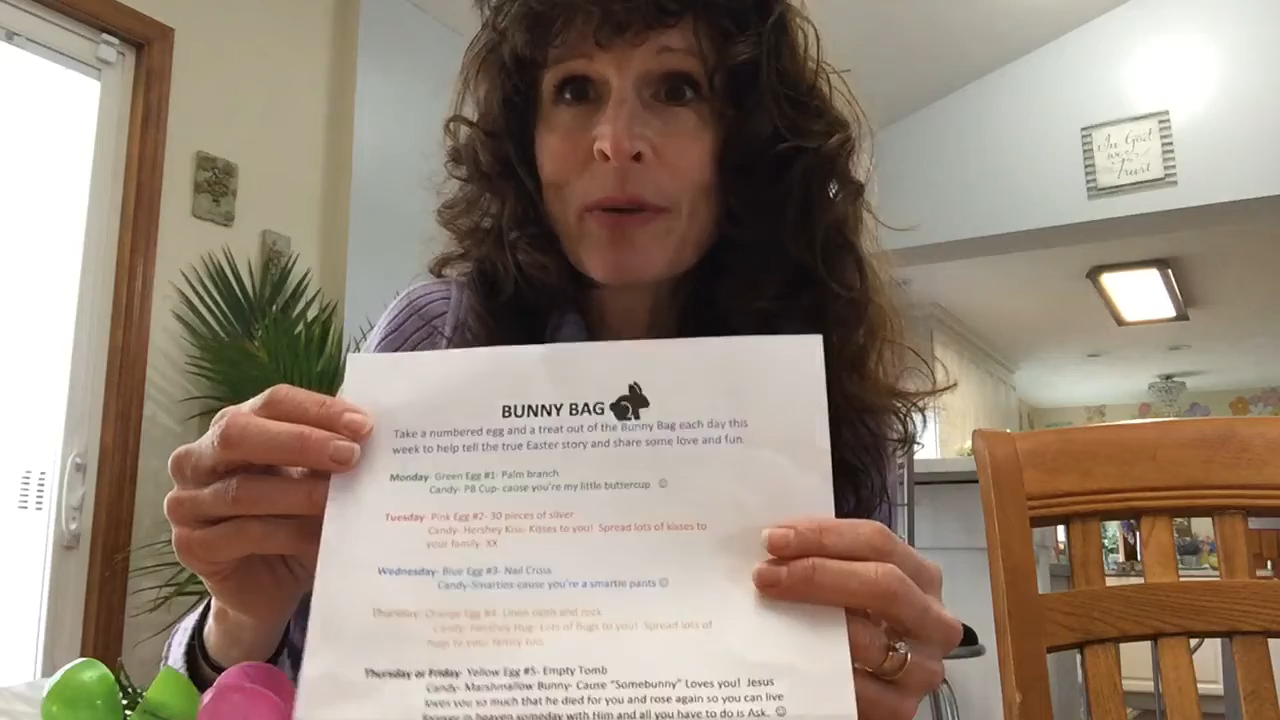 In God
we
Trust
BUNNY BAG
Take a numbered egg and a treat out of the Bunny Bag each day this
week to help tell the true Easter story and share some love and fun.
Monday- Green Egg #1- Palm branch
Candy- PB Cup- cause you're my little buttercup ☺
Tuesday- Pink Egg #2- 30 pieces of silver
Candy- Hershey Kiss- Kisses to you! Spread lots of kisses to
your family- XX
Wednesday- Blue Egg #3- Nail Cross
Candy-Smarties-cause you're a smartie pants ☺
Thursday- Orange Egg #4- Linen cloth and rock
Candy- Hershey Hug- Lots of hugs to you! Spread lots of
hugs to your family too.
Thursday or Friday- Yellow Egg #5- Empty Tomb
Candy- Marshmallow Bunny- Cause "Somebunny" Loves you! Jesus
loves you so much that he died for you and rose again so you can live
forever in heaven someday with Him and all you have to do is Ask. ☺